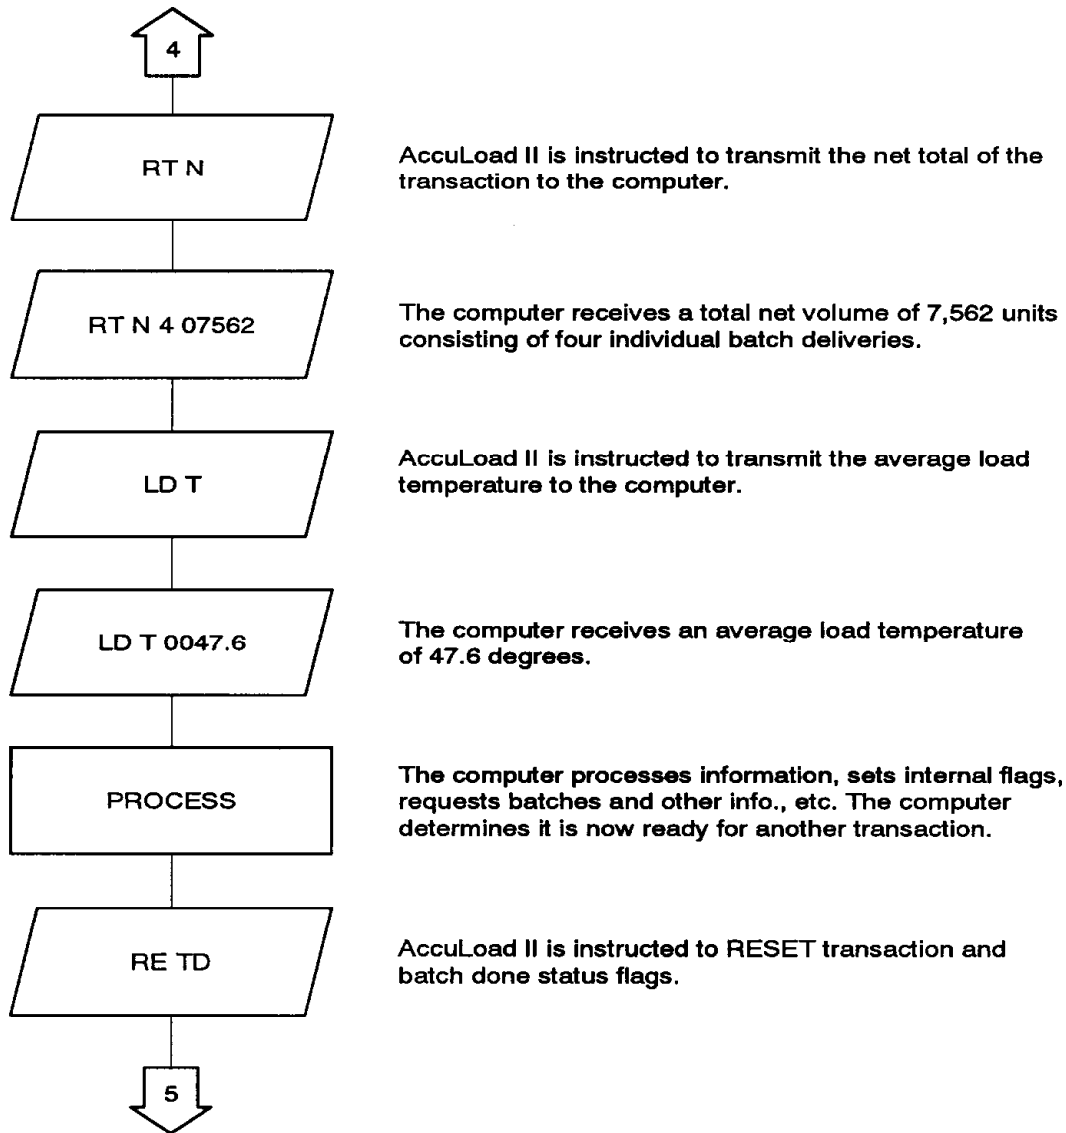 4
RT N
AccuLoad II is instructed to transmit the net total of the
transaction to the computer.
RT N 4 07562
The computer receives a total net volume of 7,562 units
consisting of four individual batch deliveries.
LD T
AccuLoad II is instructed to transmit the average load
temperature to the computer.
LD T 0047.6
The computer receives an average load temperature
of 47.6 degrees.
PROCESS
The computer processes information, sets internal flags,
requests batches and other info., etc. The computer
determines it is now ready for another transaction.
RE TD
AccuLoad II is instructed to RESET transaction and
batch done status flags.
5